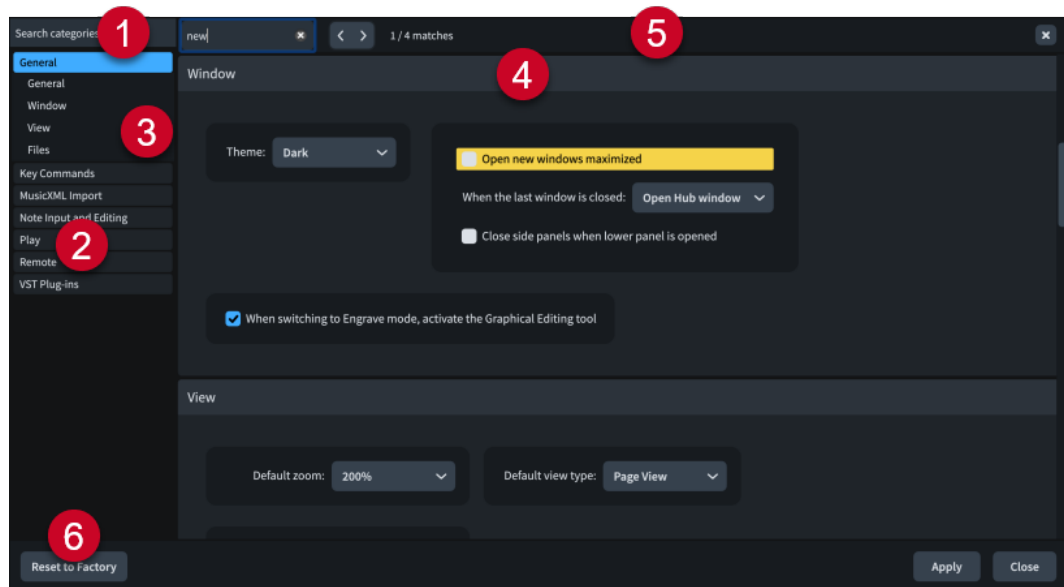 Search categories
1
new
1 / 4 matches
5
General
General
Window
View
Files
3
Key Commands
MusicXML Import
Note Input and Editing
Play
2
Remote
VST Plug-ins
Window
4
Theme: Dark
Open new windows maximized
When the last window is closed: Open Hub window
Close side panels when lower panel is opened
When switching to Engrave mode, activate the Graphical Editing tool
View
Default zoom: 200%
Default view type: Page View
6
Reset to Factory
Apply
Close